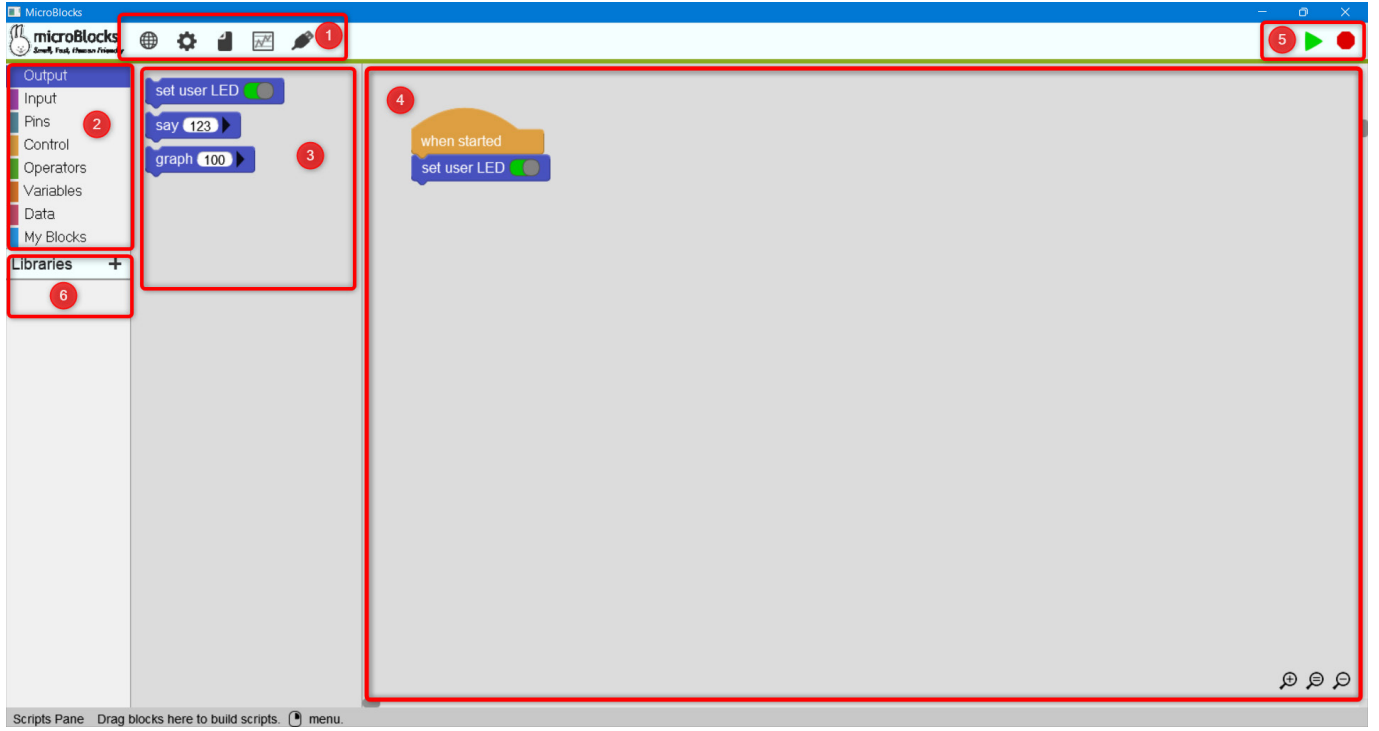 MicroBlocks
microBlocks
Small, Fast, Human Friendly
1
5
Output
Input
Pins
2
Control
Operators
Variables
Data
My Blocks
Libraries +
6
set user LED
say 123
graph 100
3
4
when started
set user LED
Scripts Pane Drag blocks here to build scripts. menu.